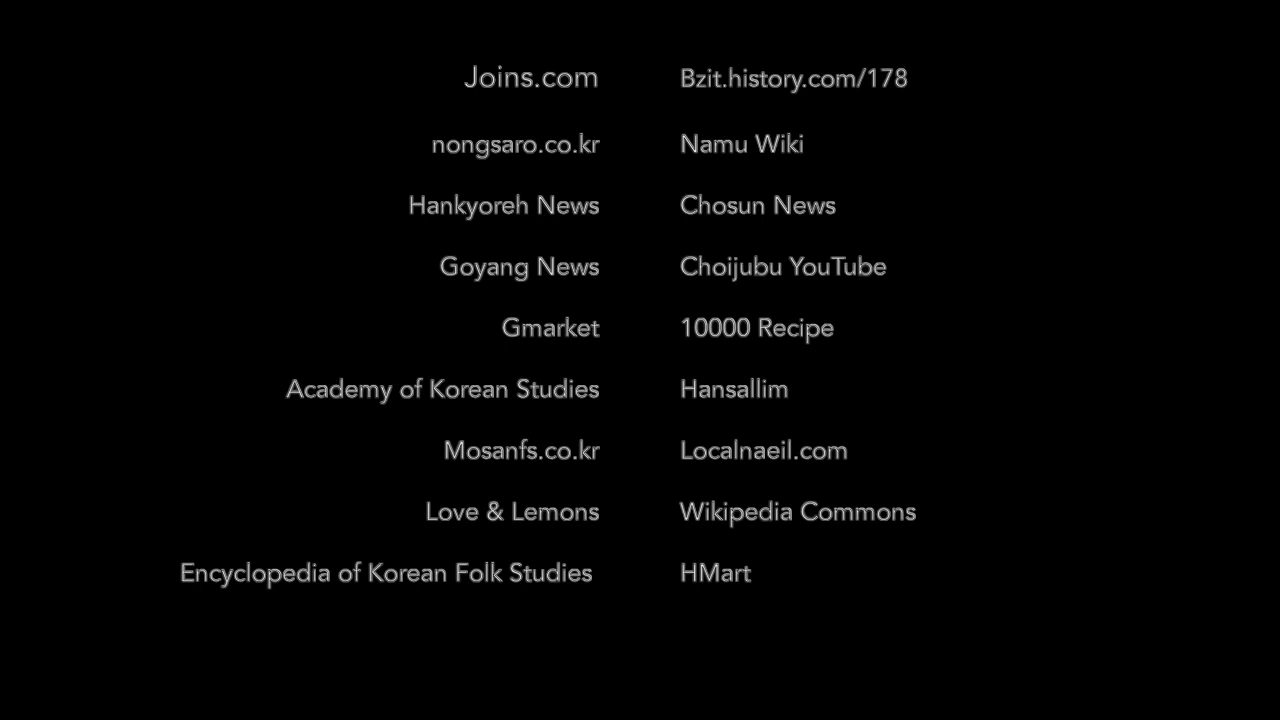 Joins.com Bzit.history.com/178
nongsaro.co.kr Namu Wiki
Hankyoreh News Chosun News
Goyang News Choijubu YouTube
Gmarket 10000 Recipe
Academy of Korean Studies Hansallim
Mosanfs.co.kr Localnaeil.com
Love & Lemons Wikipedia Commons
Encyclopedia of Korean Folk Studies HMart